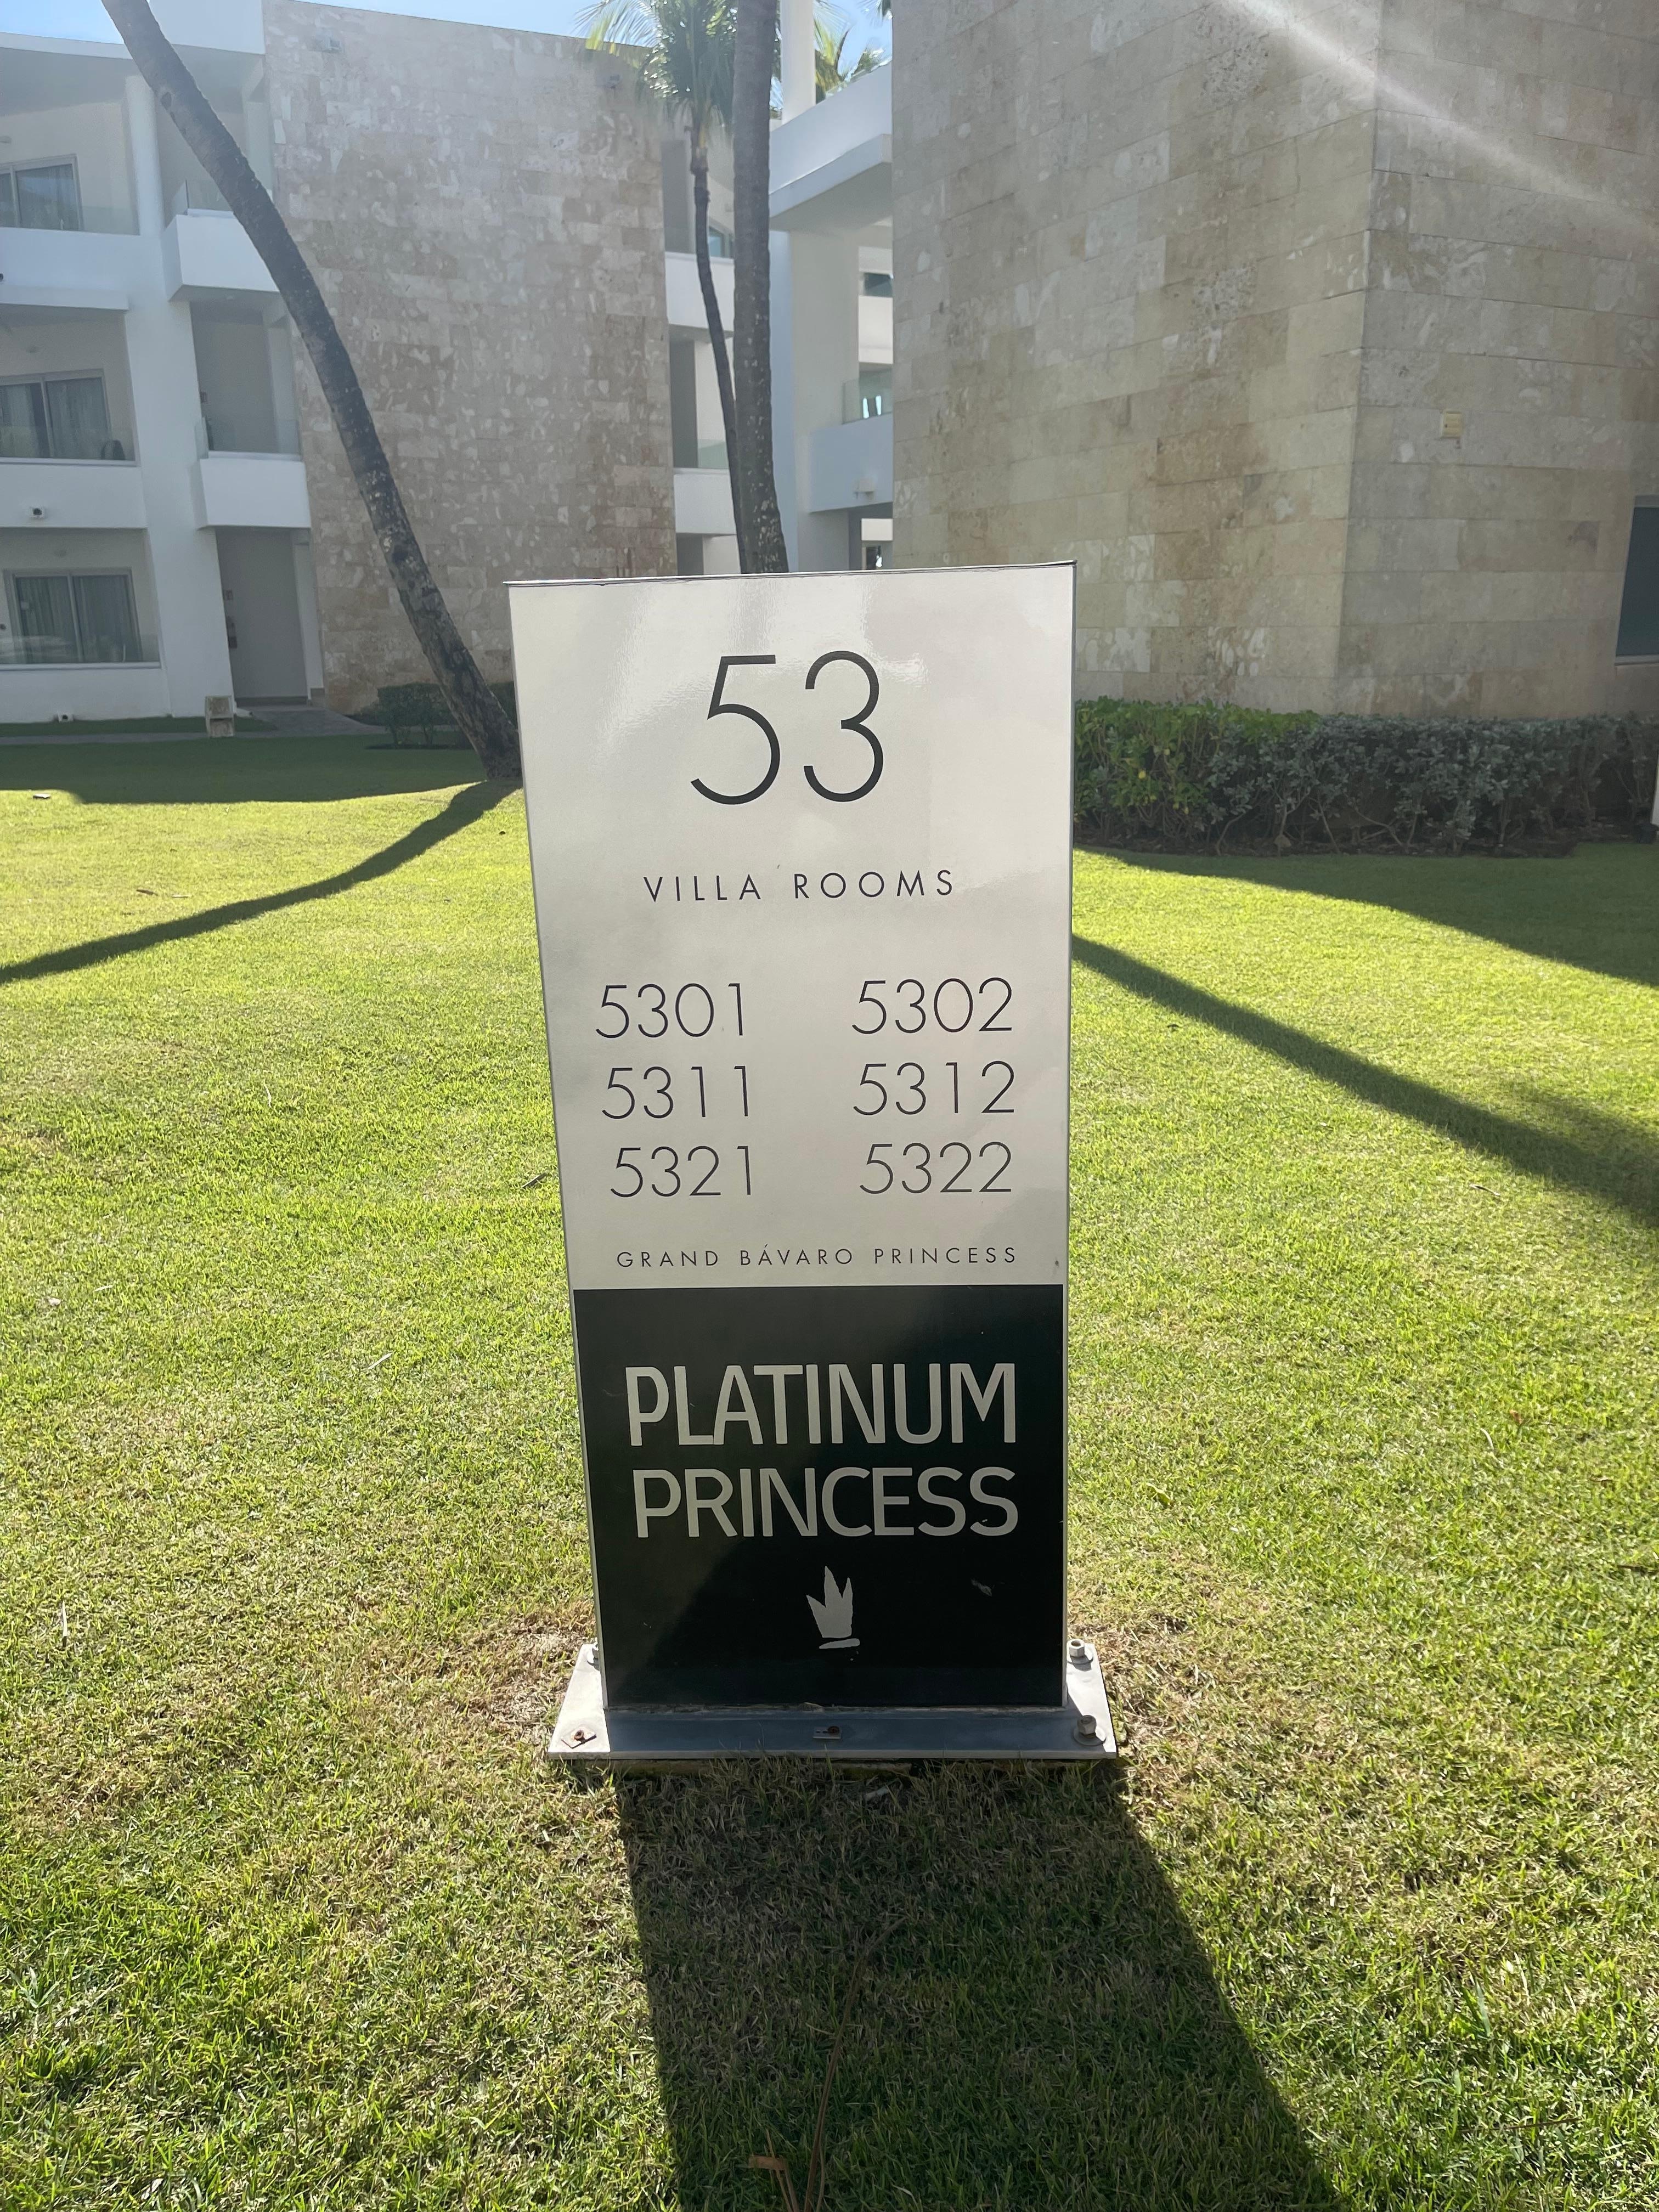 53
VILLA ROOMS
5301 5302
5311 5312
5321 5322
GRAND BÁVARO PRINCESS
PLATINUM
PRINCESS